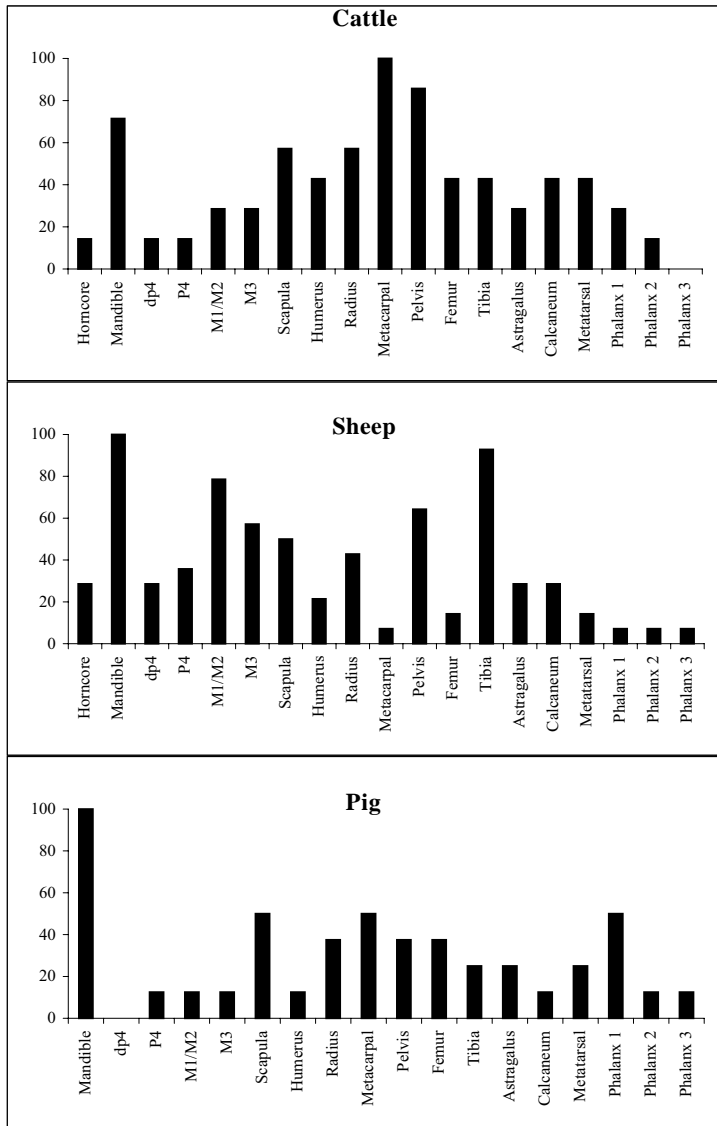 Cattle
100
80
60
40
20
0
Horncore
Mandible
dp4
P4
M1/M2
M3
Scapula
Humerus
Radius
Metacarpal
Pelvis
Femur
Tibia
Astragalus
Calcaneum
Metatarsal
Phalanx 1
Phalanx 2
Phalanx 3
Sheep
100
80
60
40
20
0
Horncore
Mandible
dp4
P4
M1/M2
M3
Scapula
Humerus
Radius
Metacarpal
Pelvis
Femur
Tibia
Astragalus
Calcaneum
Metatarsal
Phalanx 1
Phalanx 2
Phalanx 3
Pig
100
80
60
40
20
0
Mandible
dp4
P4
M1/M2
M3
Scapula
Humerus
Radius
Metacarpal
Pelvis
Femur
Tibia
Astragalus
Calcaneum
Metatarsal
Phalanx 1
Phalanx 2
Phalanx 3